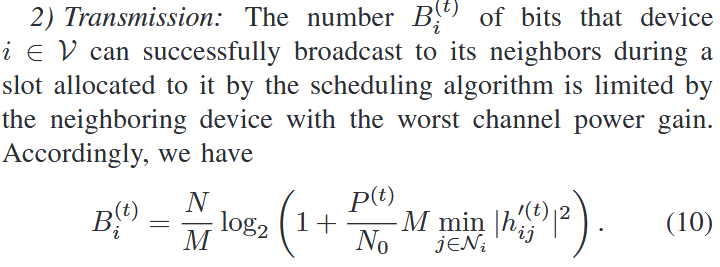 2) Transmission: The number $B_i^{(t)}$ of bits that device
$i \in \mathcal{V}$ can successfully broadcast to its neighbors during a
slot allocated to it by the scheduling algorithm is limited by
the neighboring device with the worst channel power gain.
Accordingly, we have
$B_i^{(t)} = \frac{N}{M} \log_2 \left( 1 + \frac{P^{(t)}}{N_0} M \min_{j \in \mathcal{N}_i} |h_{ij}^{\prime(t)}|^2 \right).$ (10)